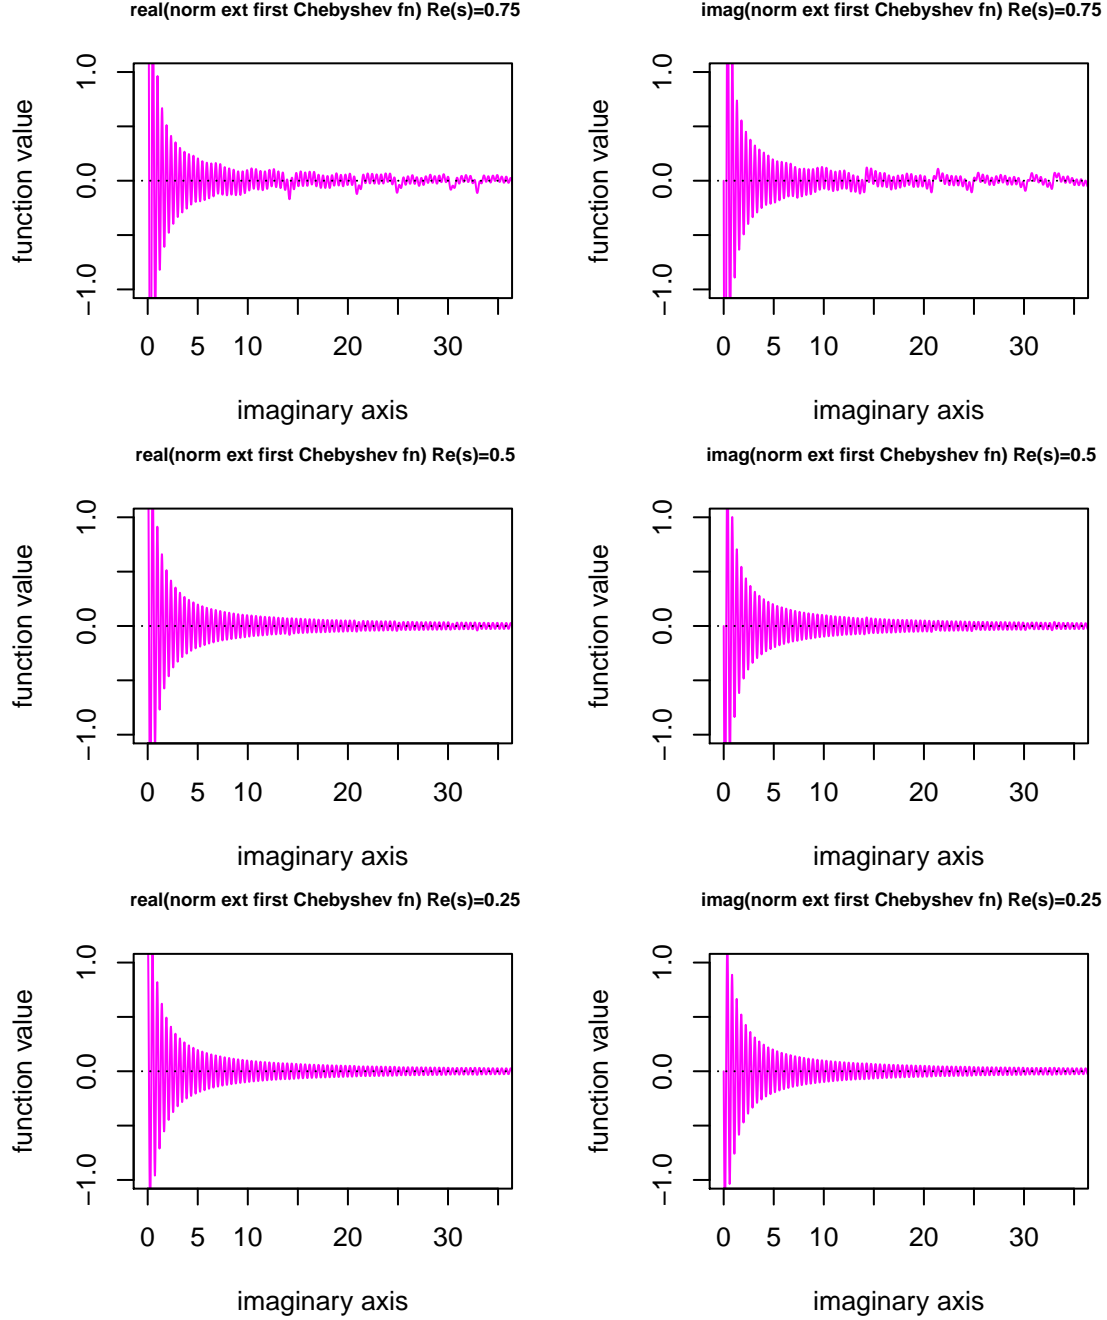 real(norm ext first Chebyshev fn) Re(s)=0.75
function value
1.0
0.0
−1.0
0 5 10 20 30
imaginary axis
imag(norm ext first Chebyshev fn) Re(s)=0.75
function value
1.0
0.0
−1.0
0 5 10 20 30
imaginary axis
real(norm ext first Chebyshev fn) Re(s)=0.5
function value
1.0
0.0
−1.0
0 5 10 20 30
imaginary axis
imag(norm ext first Chebyshev fn) Re(s)=0.5
function value
1.0
0.0
−1.0
0 5 10 20 30
imaginary axis
real(norm ext first Chebyshev fn) Re(s)=0.25
function value
1.0
0.0
−1.0
0 5 10 20 30
imaginary axis
imag(norm ext first Chebyshev fn) Re(s)=0.25
function value
1.0
0.0
−1.0
0 5 10 20 30
imaginary axis